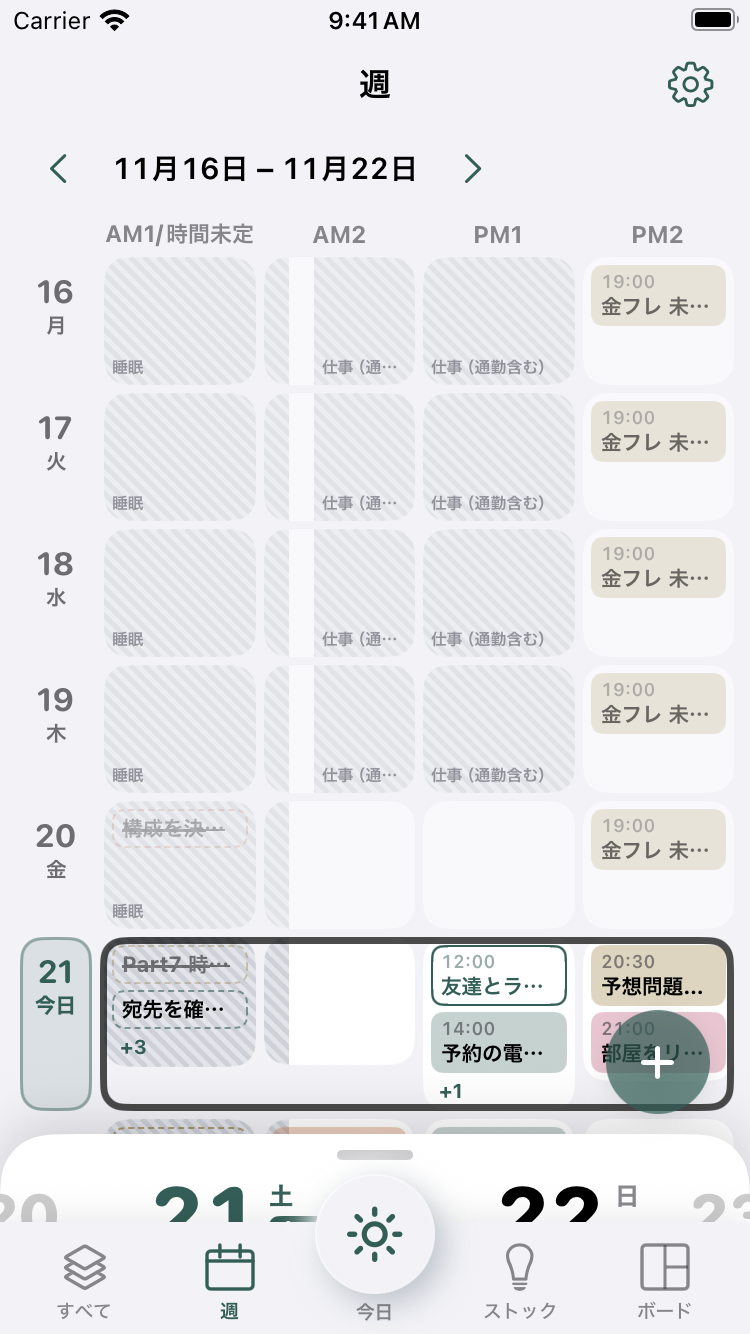 Carrier 9:41 AM
週
11月16日 – 11月22日
AM1/時間未定 AM2 PM1 PM2
16
月
睡眠
仕事（通…
仕事（通勤含む）
19:00
金フレ 未…
17
火
睡眠
仕事（通…
仕事（通勤含む）
19:00
金フレ 未…
18
水
睡眠
仕事（通…
仕事（通勤含む）
19:00
金フレ 未…
19
木
睡眠
仕事（通…
仕事（通勤含む）
19:00
金フレ 未…
20
金
構成を決…
睡眠
19:00
金フレ 未…
21
今日
Part7 時…
宛先を確…
+3
12:00
友達とラ…
14:00
予約の電…
+1
20:30
予想問題…
21:00
部屋をリ…
20
21 土
22 日
23
すべて
週
今日
ストック
ボード